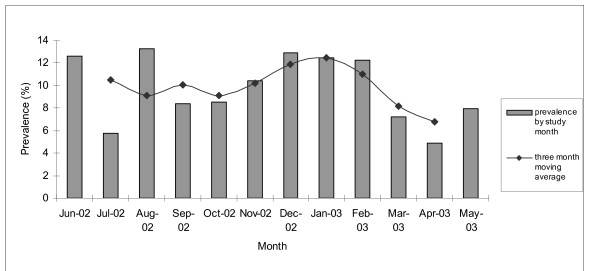 14
12
10
8
6
4
2
0
Prevalence (%)
Jun-02 Jul-02 Aug- Sep- Oct-02 Nov-02 Dec- Jan-03 Feb- Mar- Apr-03 May-
02 02 02 03 03 03
Month
prevalence
by study
month
three month
moving
average